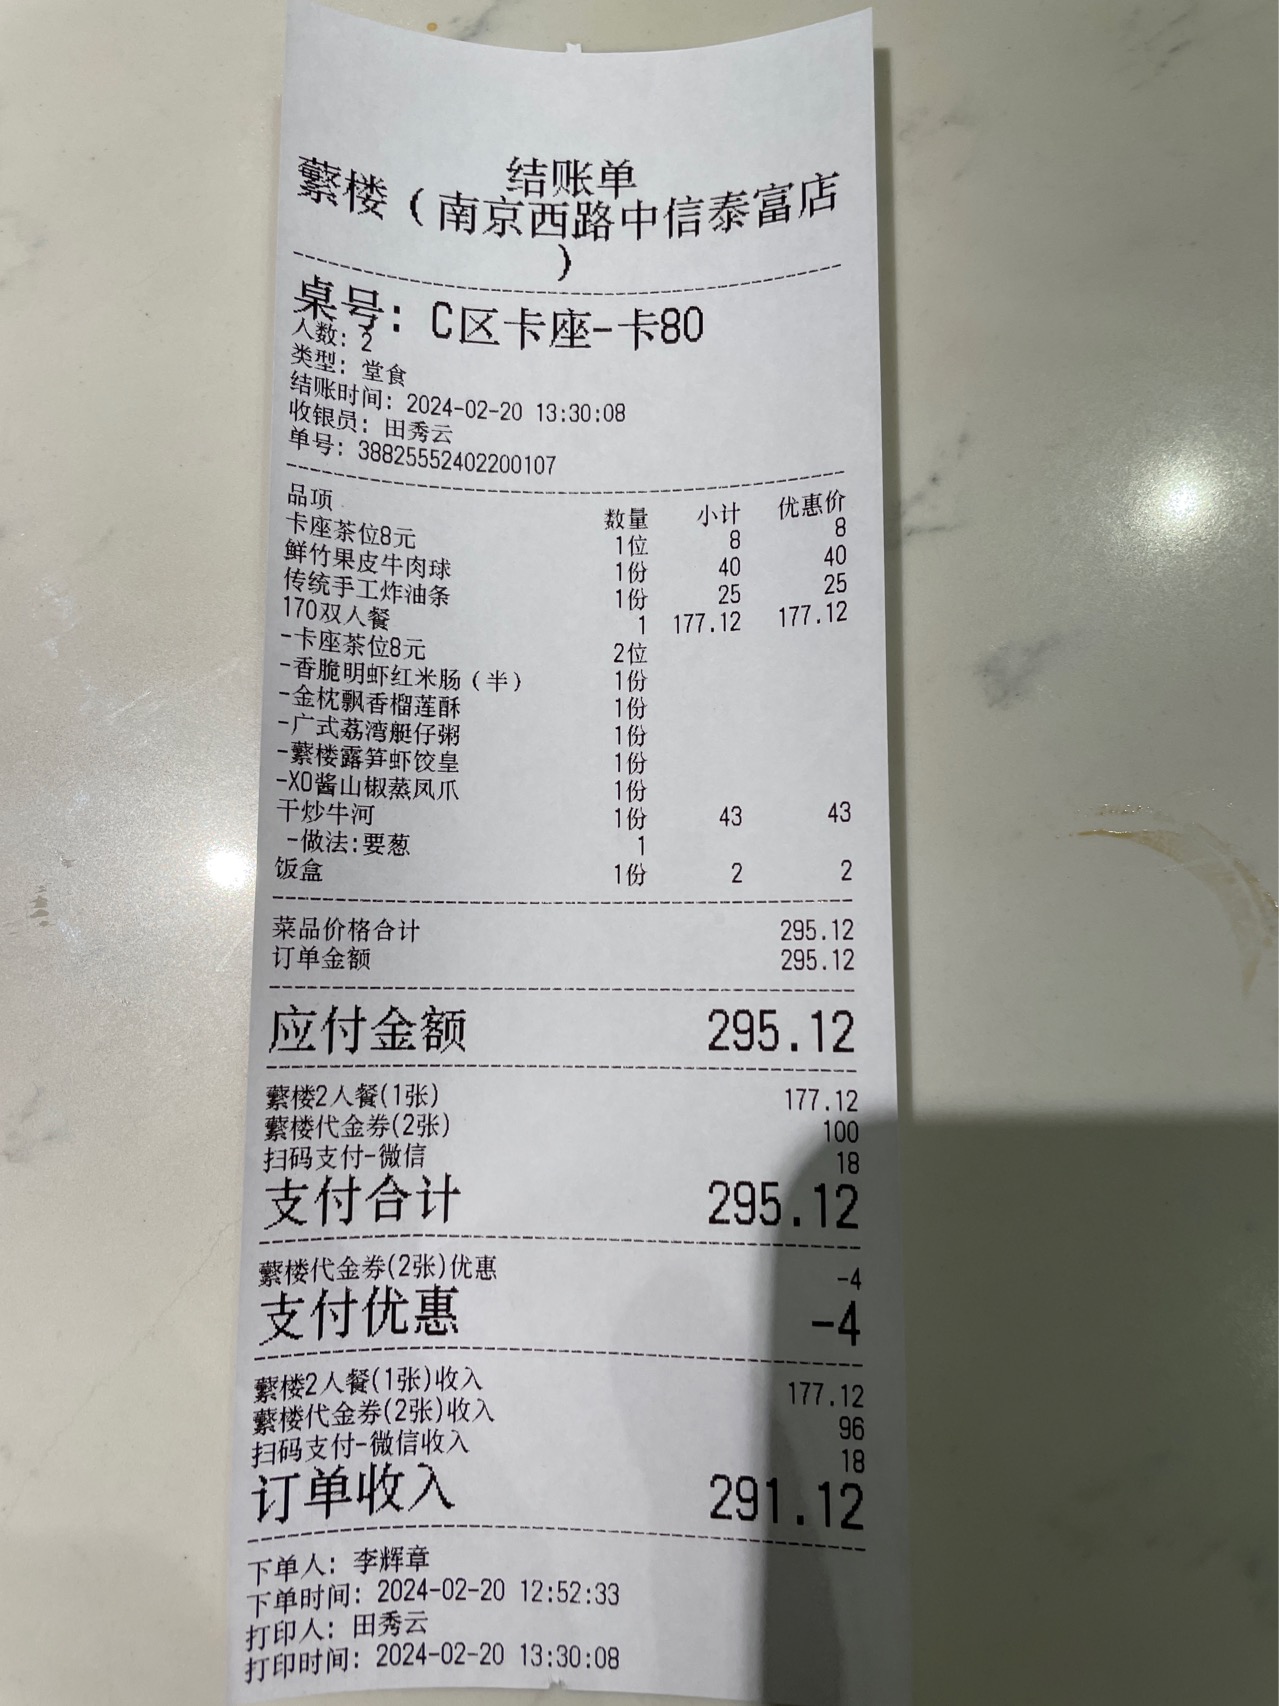 结账单
蘩楼（南京西路中信泰富店
）
桌号: C区卡座-卡80
人数: 2
类型: 堂食
结账时间: 2024-02-20 13:30:08
收银员: 田秀云
单号: 38825552402200107
品项 数量 小计 优惠价
卡座茶位8元 1位 8 8
鲜竹果皮牛肉球 1份 40 40
传统手工炸油条 1份 25 25
170双人餐 1 177.12 177.12
-卡座茶位8元 2位
-香脆明虾红米肠（半） 1份
-金枕飘香榴莲酥 1份
-广式荔湾艇仔粥 1份
-蘩楼露笋虾饺皇 1份
-XO酱山椒蒸凤爪 1份
干炒牛河 1份 43 43
-做法:要葱 1
饭盒 1份 2 2
菜品价格合计 295.12
订单金额 295.12
应付金额 295.12
蘩楼2人餐(1张) 177.12
蘩楼代金券(2张) 100
扫码支付-微信 18
支付合计 295.12
蘩楼代金券(2张)优惠 -4
支付优惠 -4
蘩楼2人餐(1张)收入 177.12
蘩楼代金券(2张)收入 96
扫码支付-微信收入 18
订单收入 291.12
下单人: 李辉章
下单时间: 2024-02-20 12:52:33
打印人: 田秀云
打印时间: 2024-02-20 13:30:08